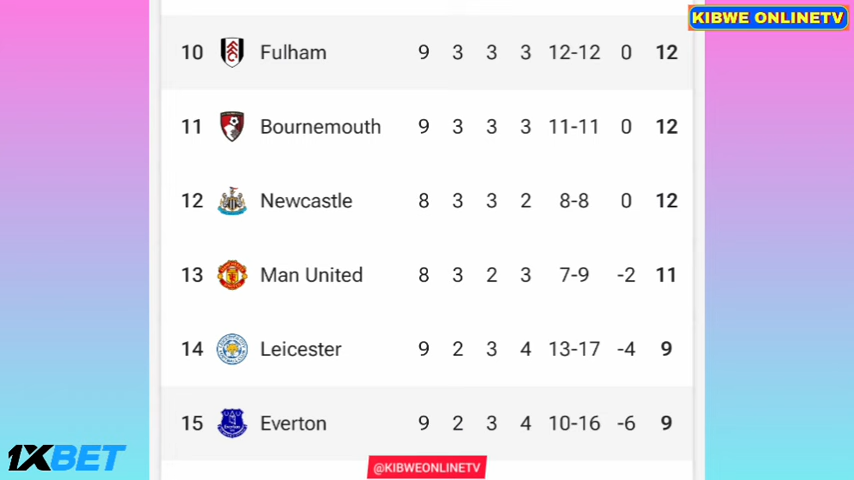 KIBWE ONLINETV
10 Fulham 9 3 3 3 12-12 0 12
11 Bournemouth 9 3 3 3 11-11 0 12
12 Newcastle 8 3 3 2 8-8 0 12
13 Man United 8 3 2 3 7-9 -2 11
14 Leicester 9 2 3 4 13-17 -4 9
15 Everton 9 2 3 4 10-16 -6 9
1XBET
@KIBWEONLINETV